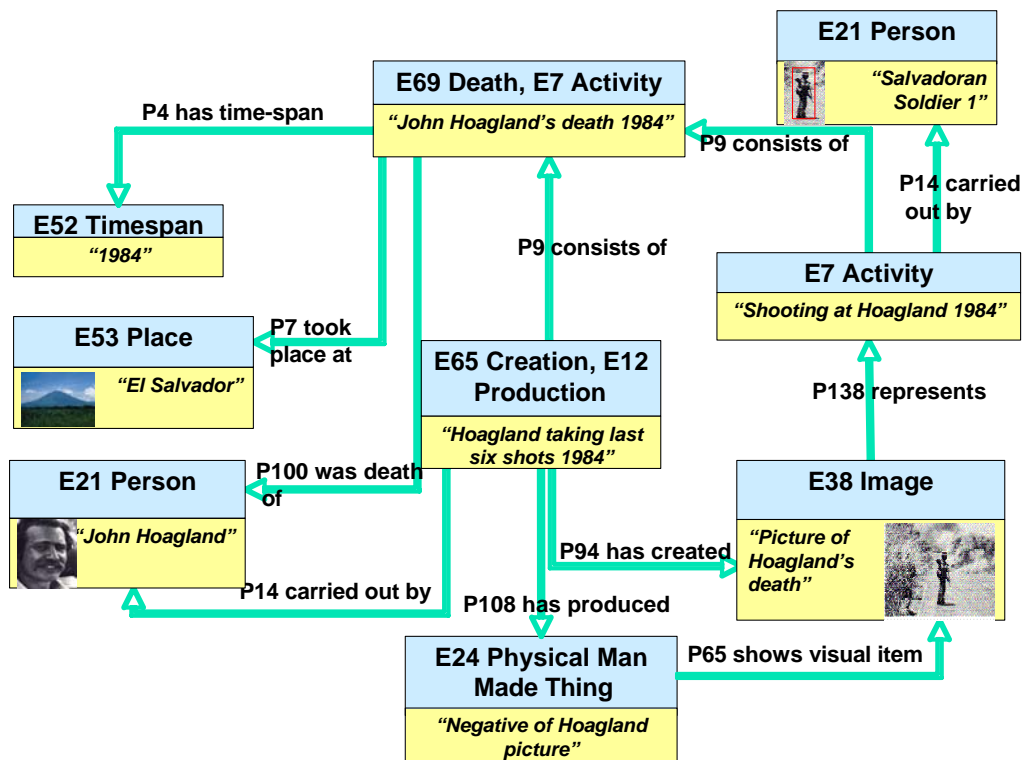 E21 Person
“Salvadoran
Soldier 1”
E69 Death, E7 Activity
“John Hoagland’s death 1984”
P4 has time-span
P9 consists of
P14 carried
out by
E52 Timespan
“1984”
P9 consists of
E7 Activity
“Shooting at Hoagland 1984”
E53 Place
“El Salvador”
P7 took
place at
E65 Creation, E12
Production
“Hoagland taking last
six shots 1984”
P138 represents
E21 Person
“John Hoagland”
P100 was death
of
E38 Image
“Picture of
Hoagland’s
death”
P94 has created
P14 carried out by
P108 has produced
E24 Physical Man
Made Thing
“Negative of Hoagland
picture”
P65 shows visual item